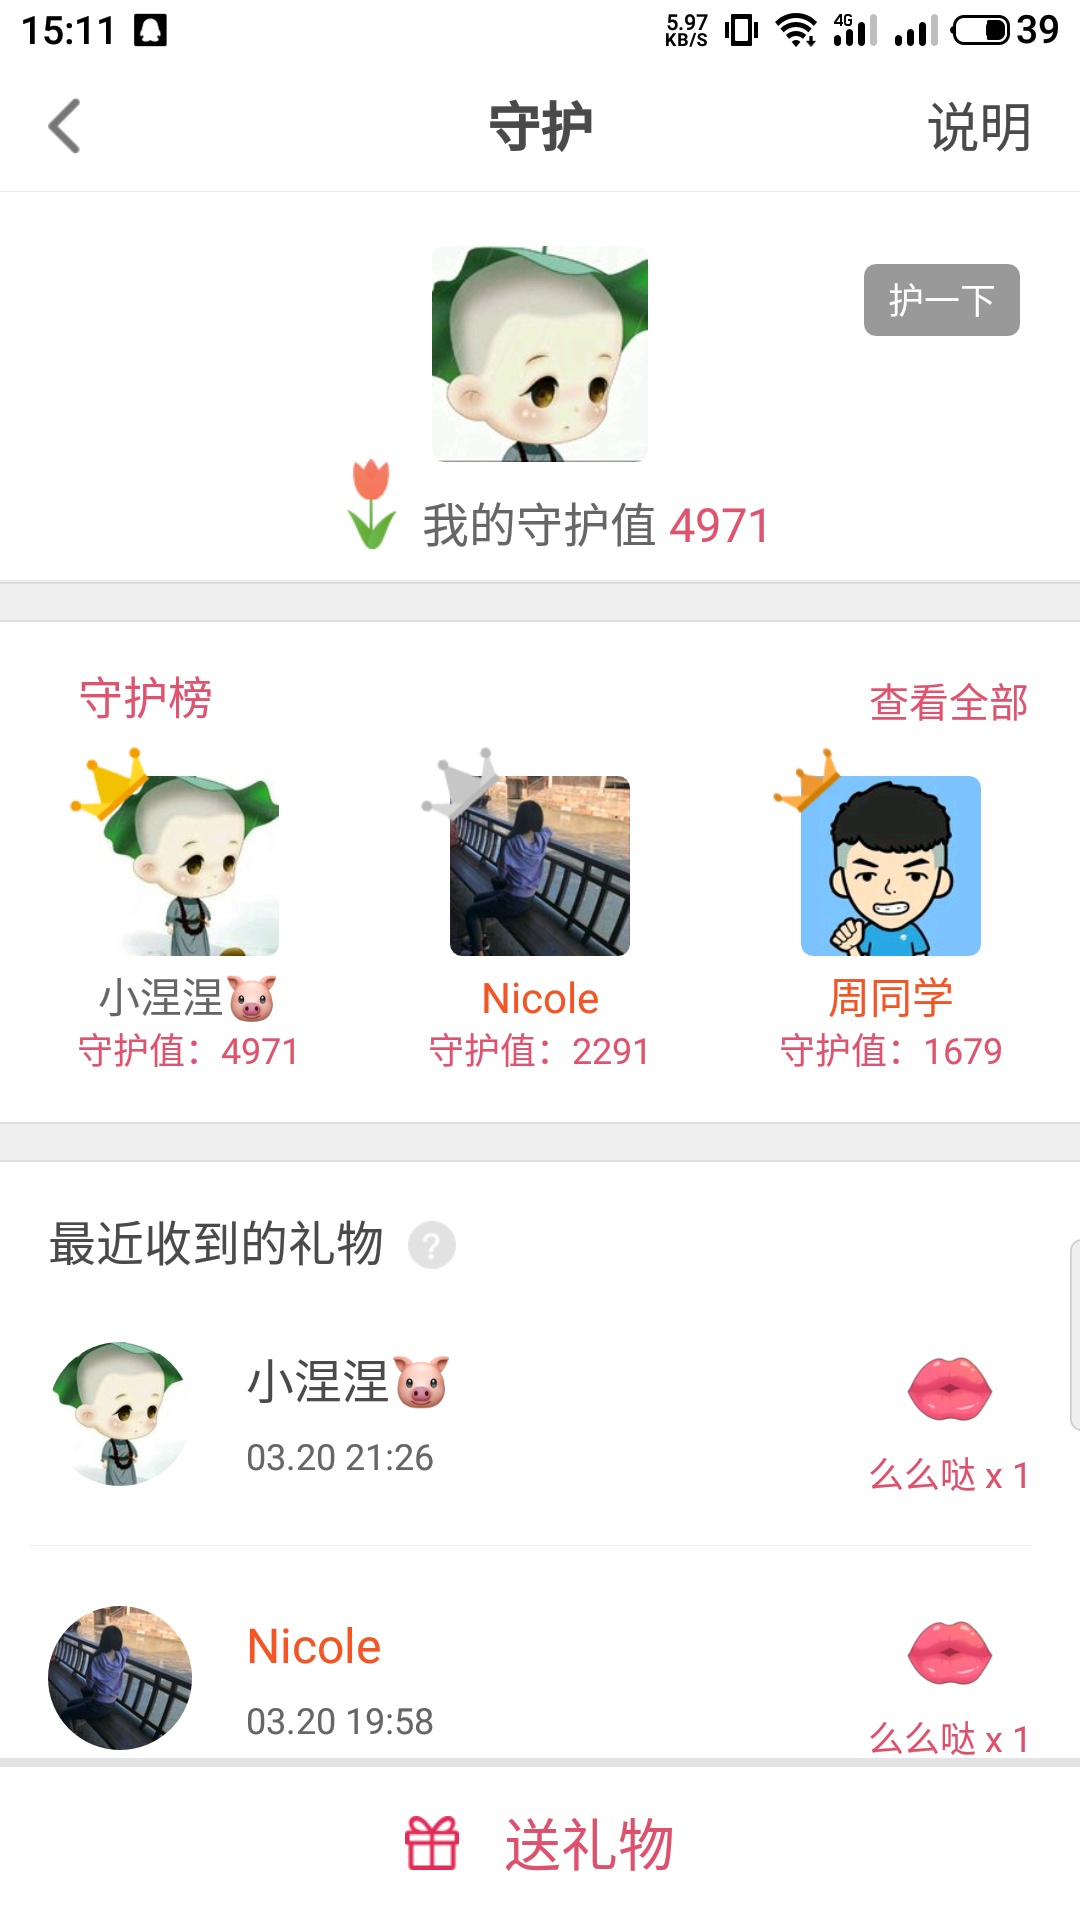 15:11
5.97 KB/S
4G
39
守护
说明
护一下
我的守护值 4971
守护榜
查看全部
小涅涅🐷
Nicole
周同学
守护值：4971
守护值：2291
守护值：1679
最近收到的礼物 ?
小涅涅🐷
03.20 21:26
么么哒 x 1
Nicole
03.20 19:58
么么哒 x 1
送礼物